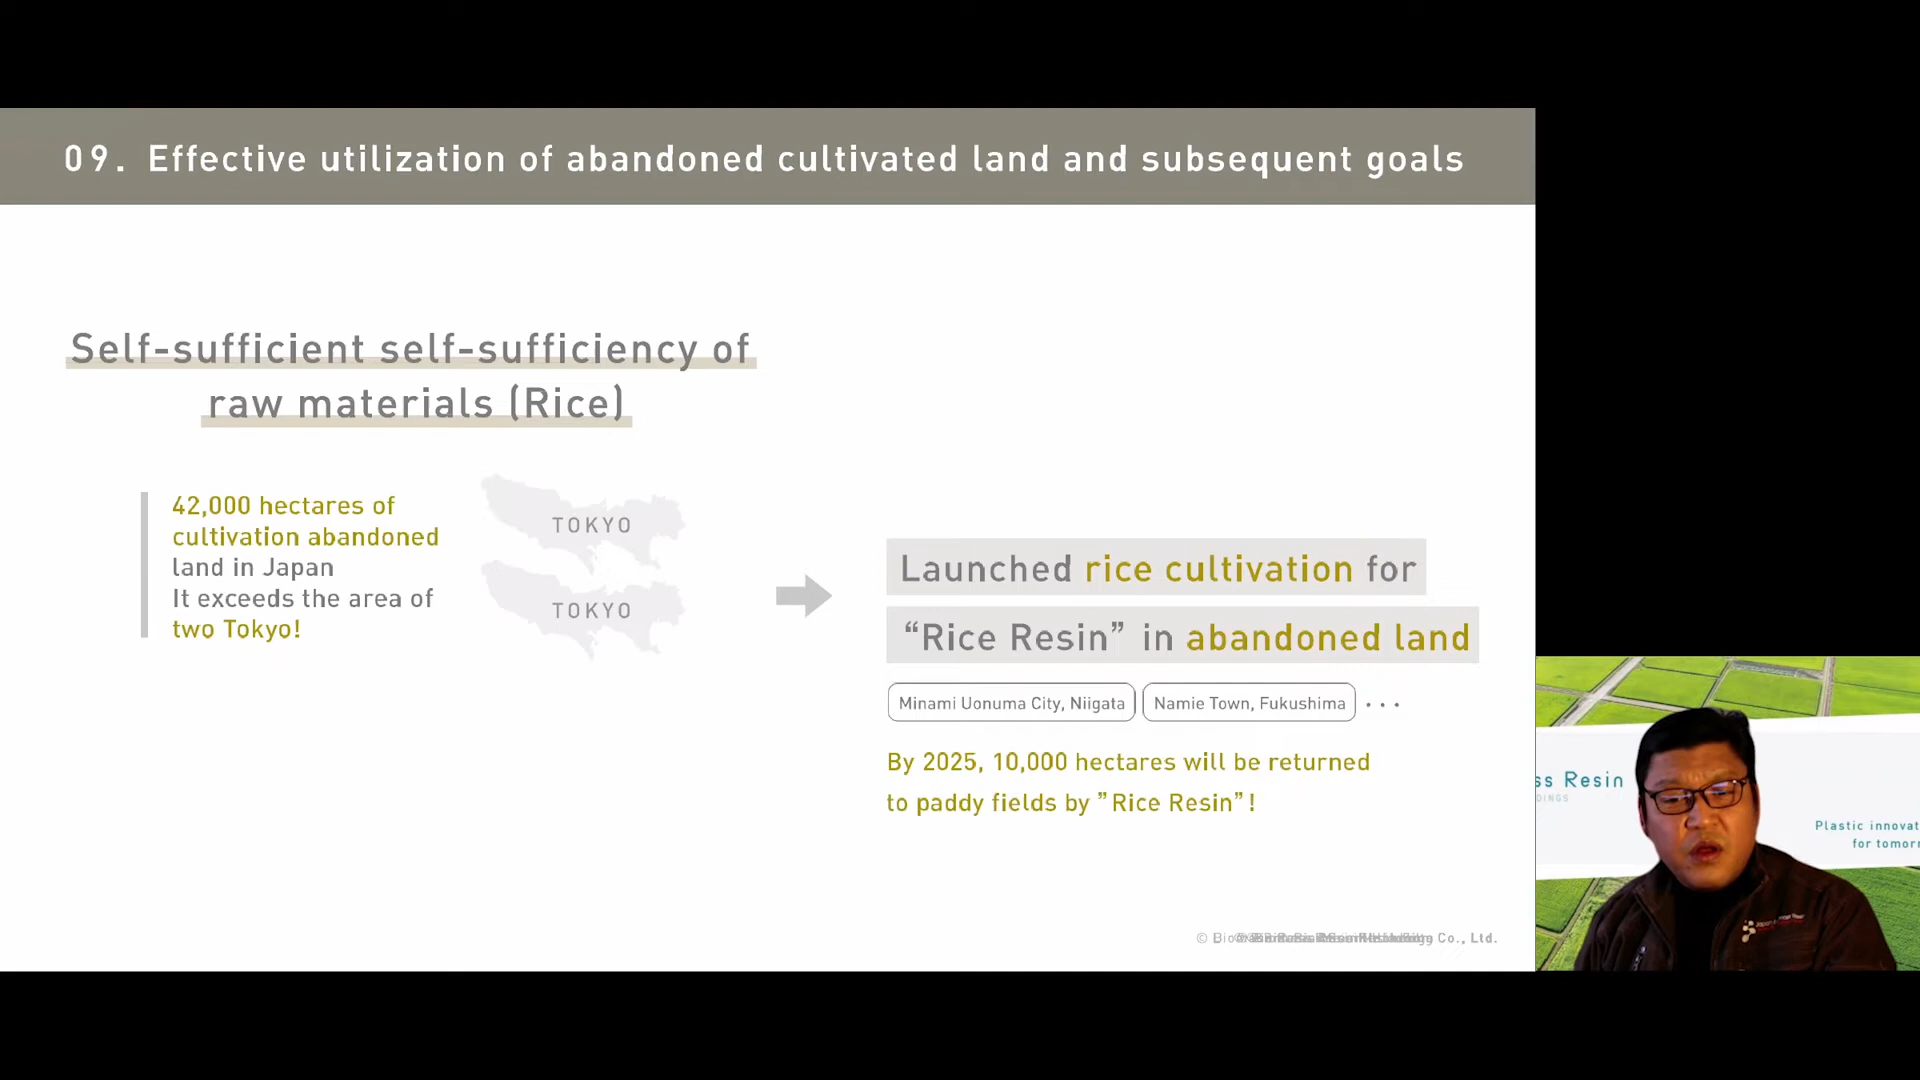 09. Effective utilization of abandoned cultivated land and subsequent goals
Self-sufficient self-sufficiency of
raw materials (Rice)
42,000 hectares of
cultivation abandoned
land in Japan
It exceeds the area of
two Tokyo!
TOKYO
TOKYO
Launched rice cultivation for
“Rice Resin” in abandoned land
Minami Uonuma City, Niigata
Namie Town, Fukushima
・・・
By 2025, 10,000 hectares will be returned
to paddy fields by ”Rice Resin”!
Resin
Plastic
for
© Co., Ltd.